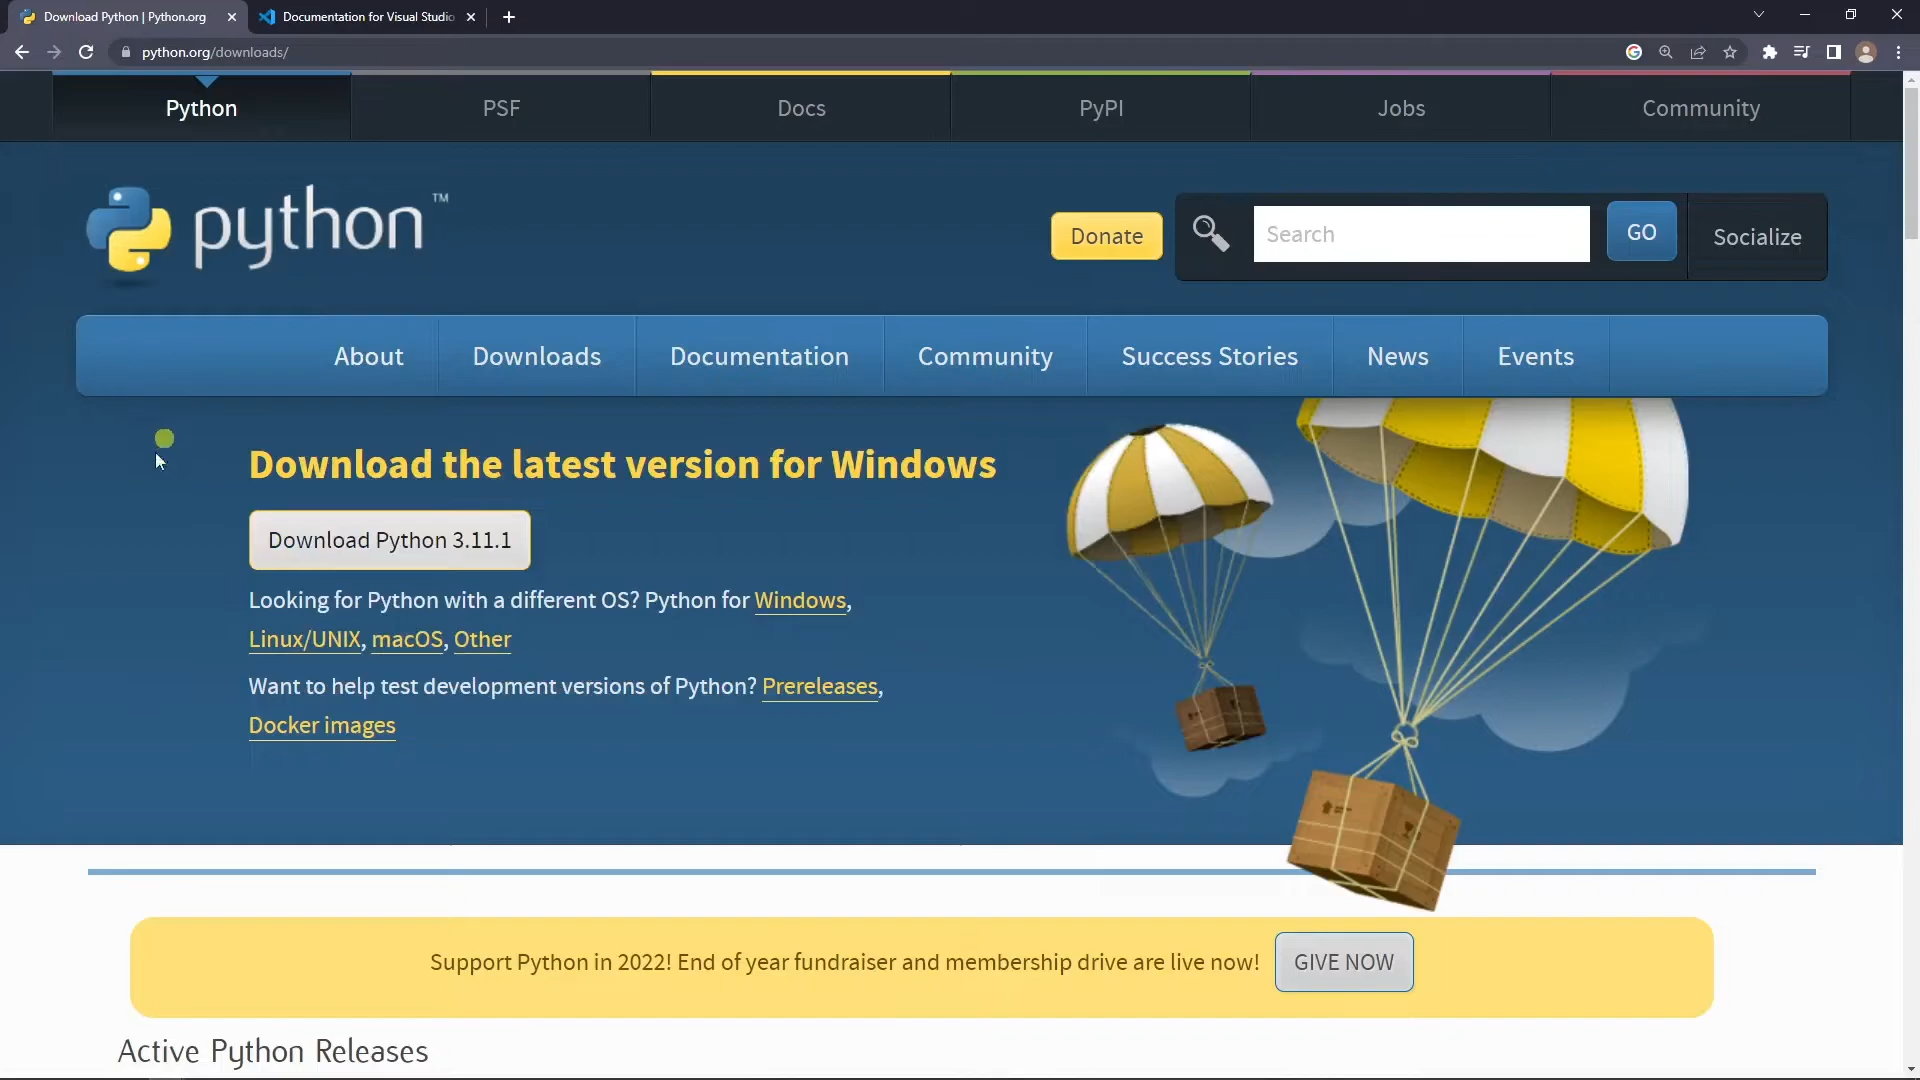 Download Python | Python.org
Documentation for Visual Studio
python.org/downloads/
Python
PSF
Docs
PyPI
Jobs
Community
python™
Donate
Search
GO
Socialize
About
Downloads
Documentation
Community
Success Stories
News
Events
Download the latest version for Windows
Download Python 3.11.1
Looking for Python with a different OS? Python for Windows,
Linux/UNIX, macOS, Other
Want to help test development versions of Python? Prereleases,
Docker images
Support Python in 2022! End of year fundraiser and membership drive are live now!
GIVE NOW
Active Python Releases